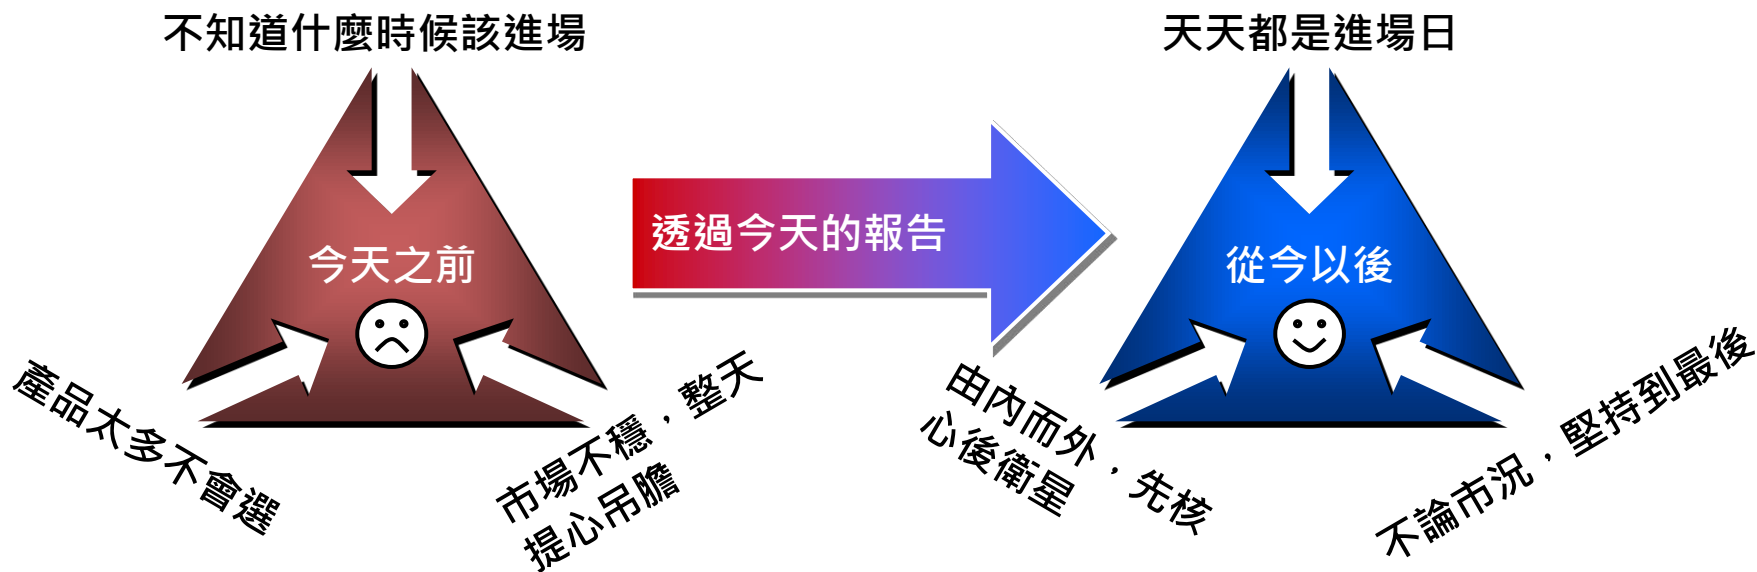 不知道什麼時候該進場
今天之前
產品太多不會選
市場不穩，整天
提心吊膽
透過今天的報告
天天都是進場日
從今以後
由內而外，先核
心後衛星
不論市況，堅持到最後